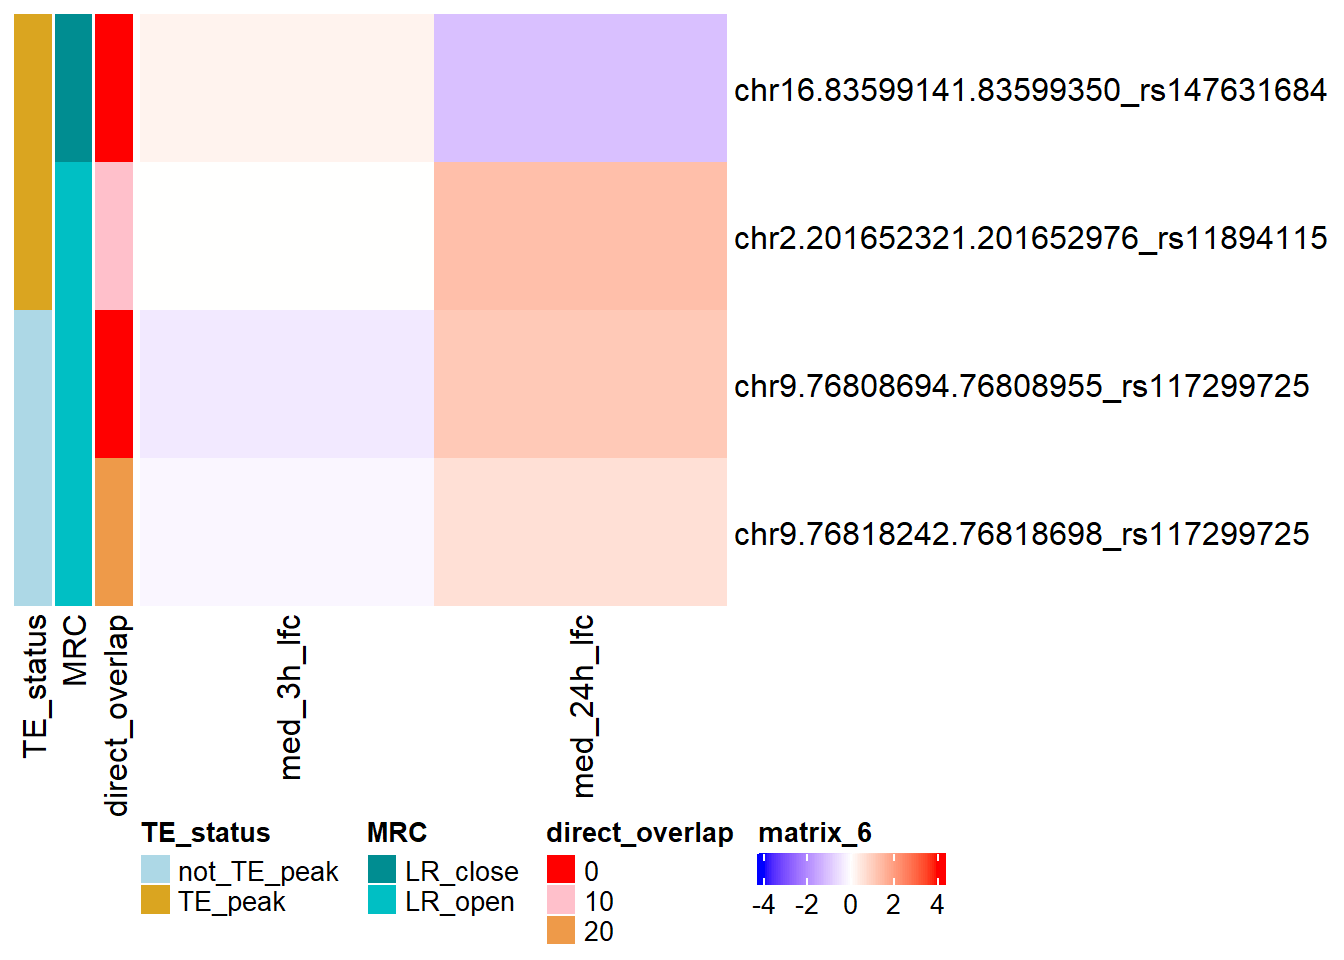 chr16.83599141.83599350_rs147631684
chr2.201652321.201652976_rs11894115
chr9.76808694.76808955_rs117299725
chr9.76818242.76818698_rs117299725
TE_status
MRC
direct_overlap
med_3h_lfc
med_24h_lfc
TE_status
not_TE_peak
TE_peak
MRC
LR_close
LR_open
direct_overlap
0
10
20
matrix_6
-4 -2 0 2 4